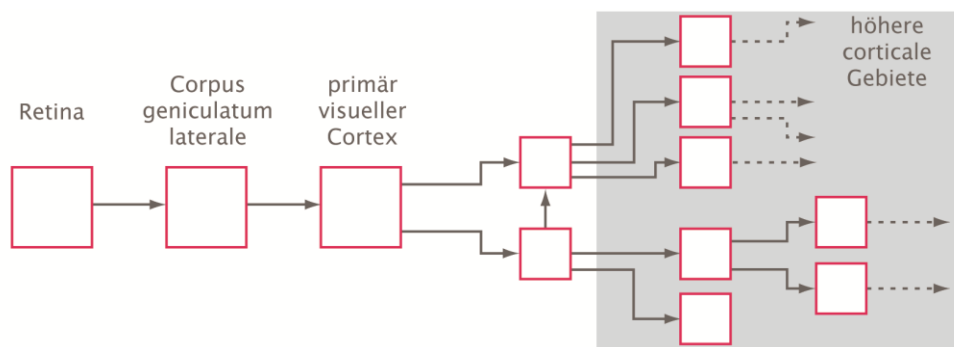 Retina
Corpus
geniculatum
laterale
primär
visueller
Cortex
höhere
corticale
Gebiete